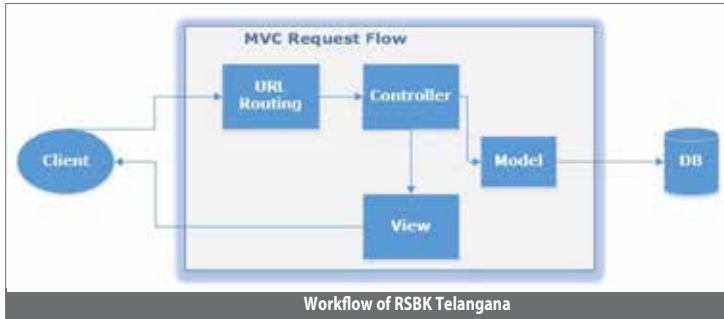 MVC Request Flow
URL
Routing
Controller
Client
Model
DB
View
Workflow of RSBK Telangana